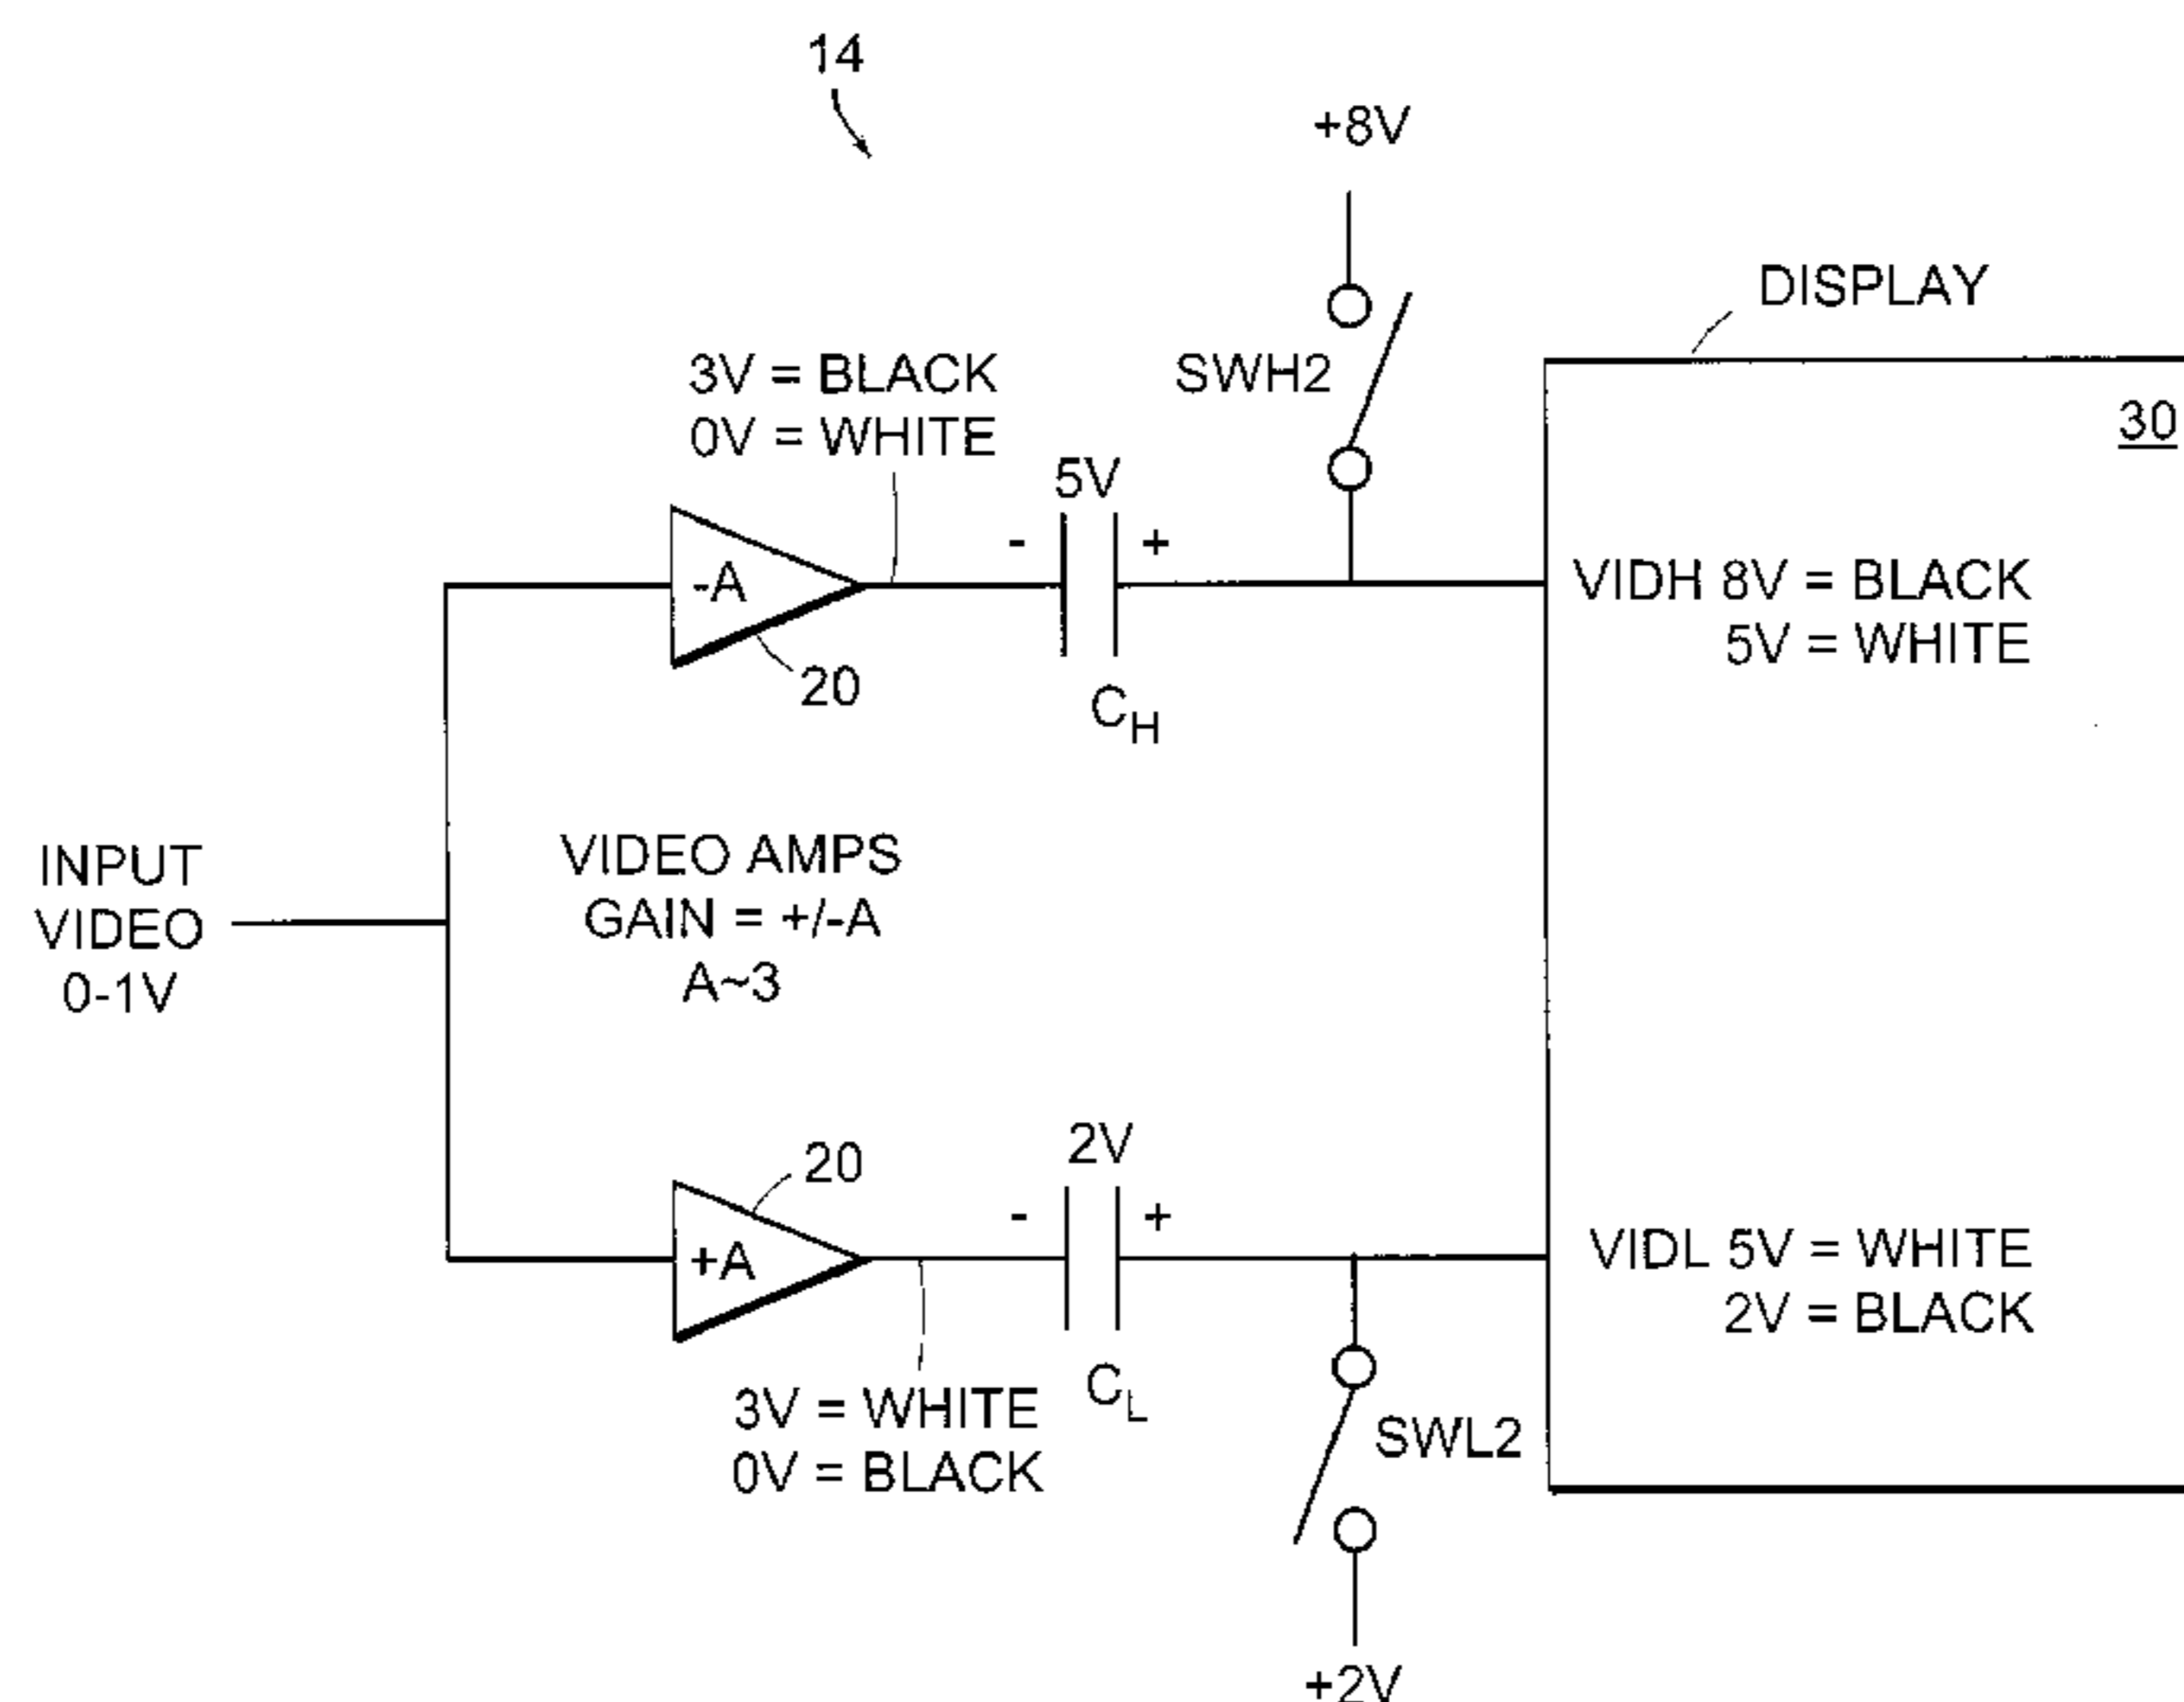 14
+8V
DISPLAY
30
3V = BLACK
0V = WHITE
SWH2
5V
-
+
-A
20
C_H
VIDH 8V = BLACK
5V = WHITE
INPUT
VIDEO
0-1V
VIDEO AMPS
GAIN = +/-A
A~3
20
2V
-
+
+A
VIDL 5V = WHITE
2V = BLACK
3V = WHITE
0V = BLACK
C_L
SWL2
+2V